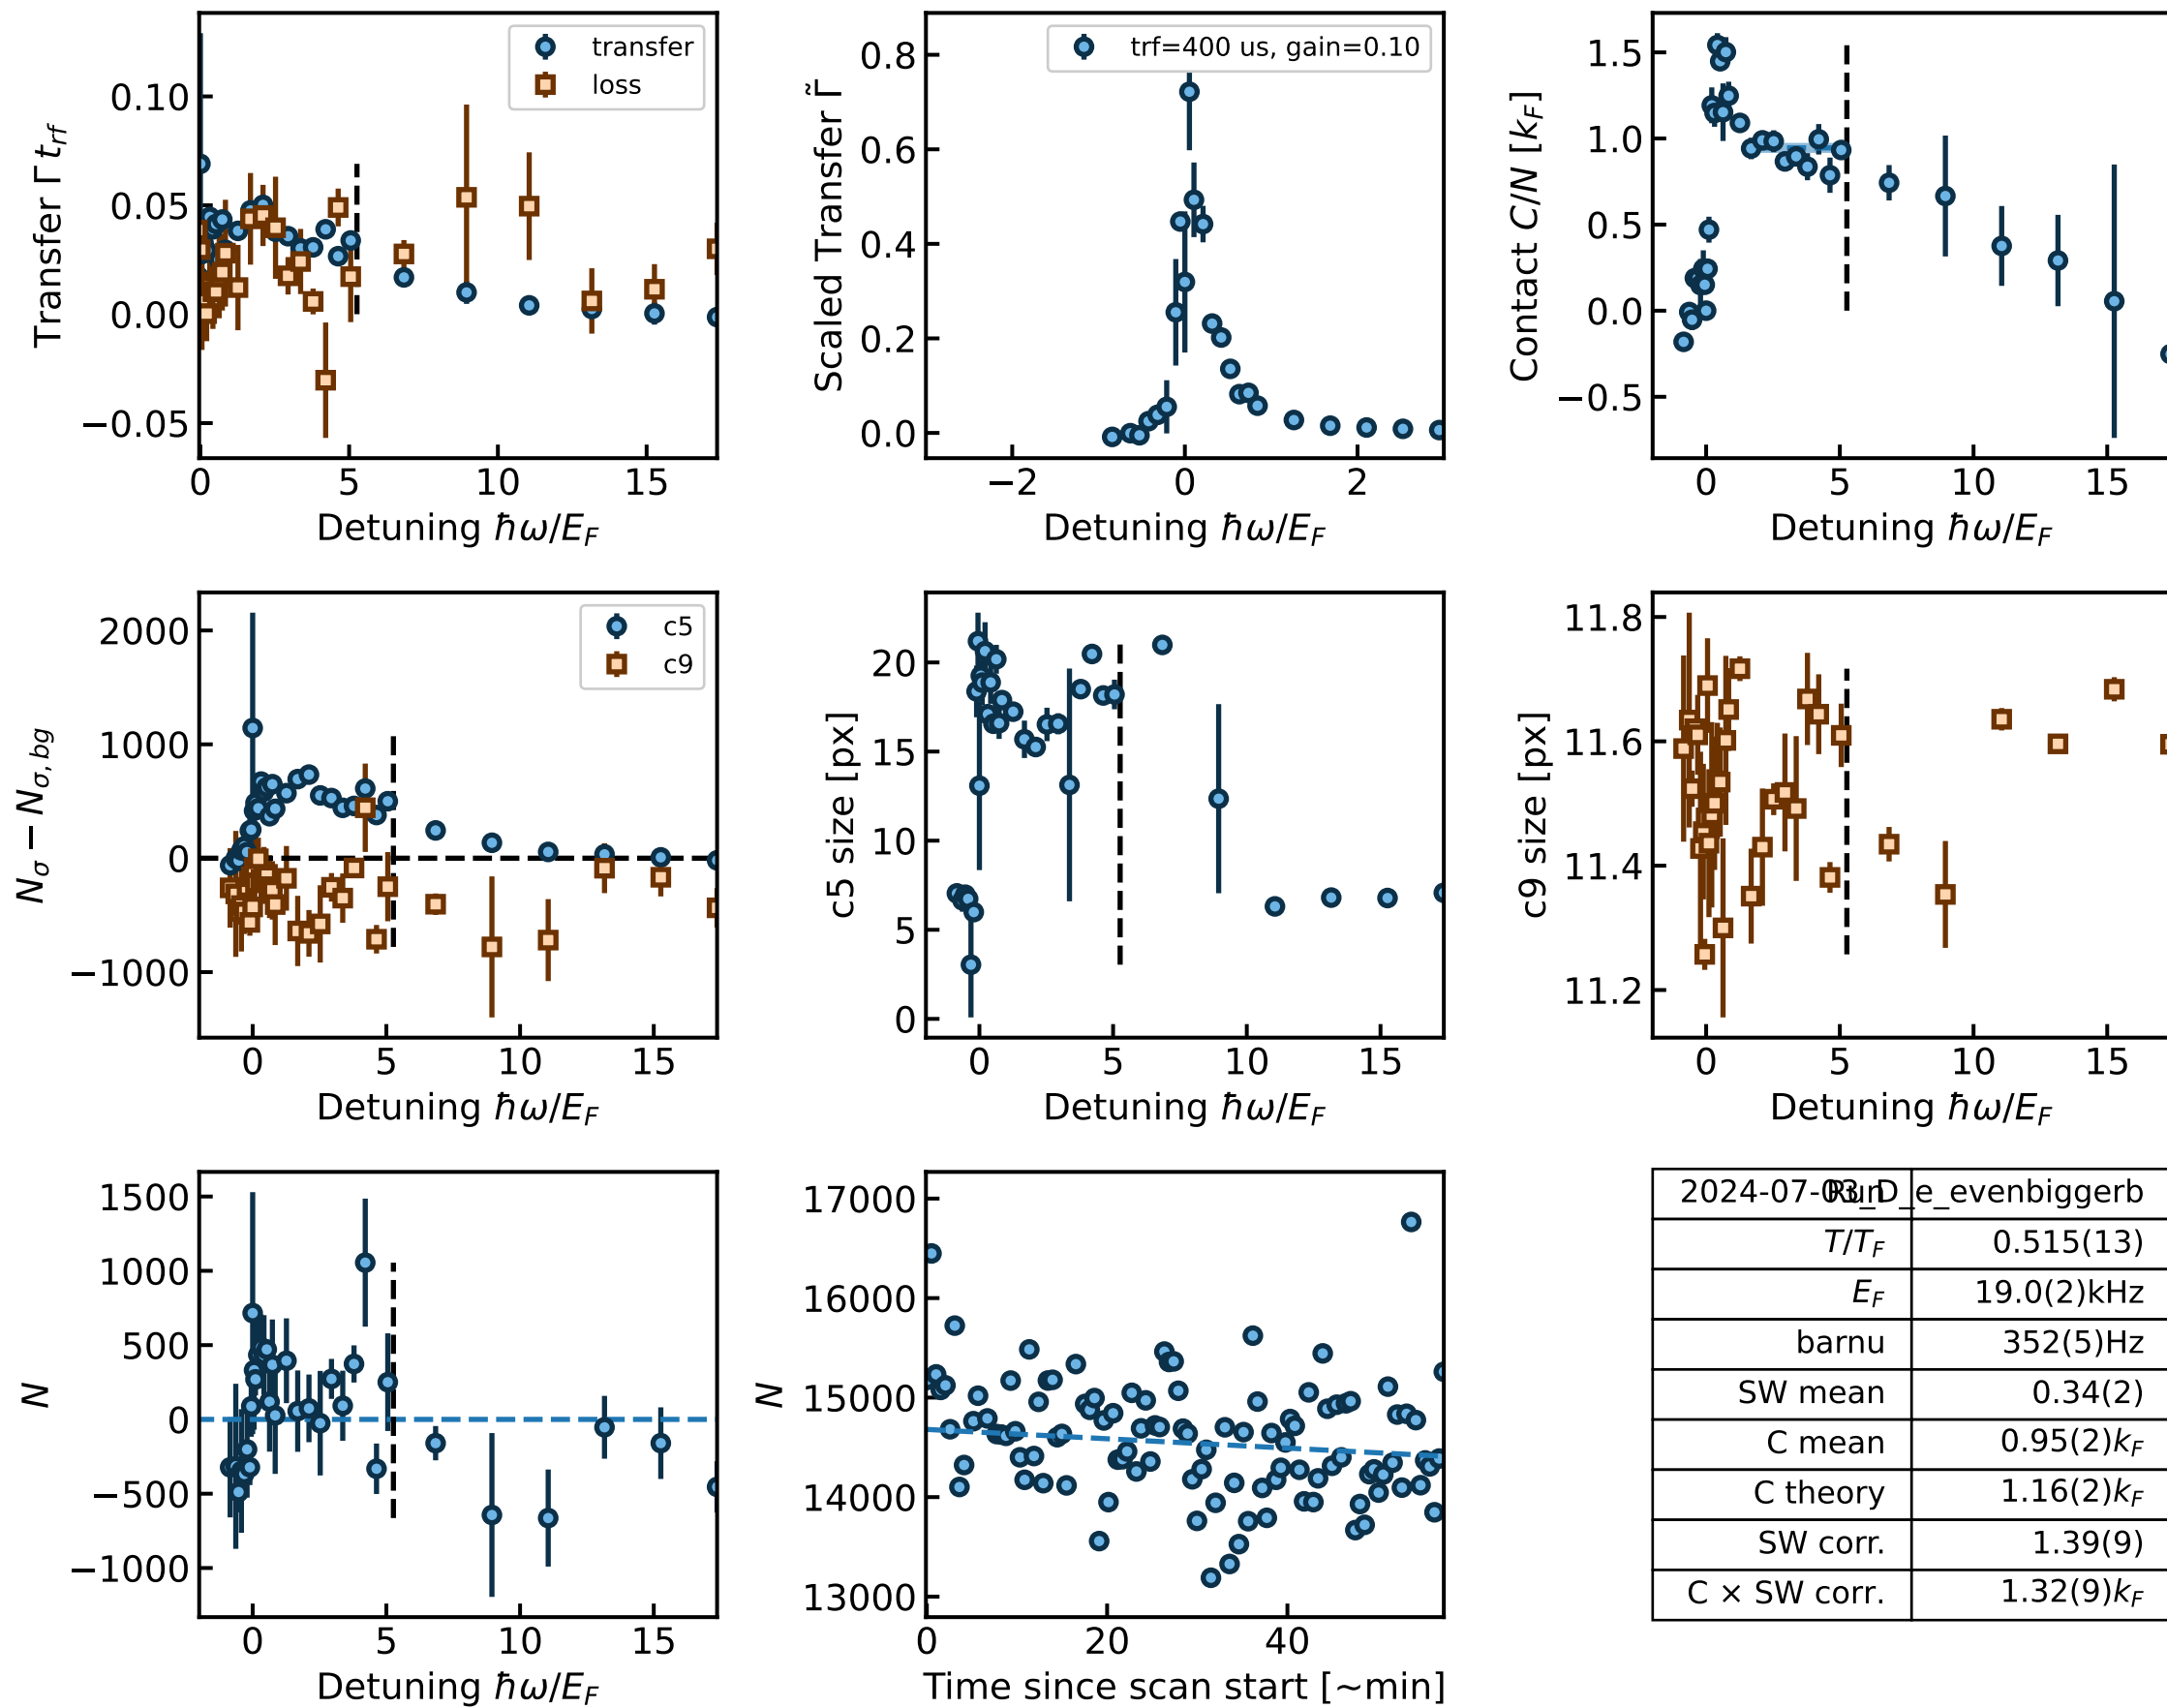 transfer
loss
0.10
0.05
0.00
−0.05
Transfer Γ t_rf
0 5 10 15
Detuning ħω/E_F
trf=400 us, gain=0.10
0.8
0.6
0.4
0.2
0.0
Scaled Transfer Γ̃
−2 0 2
Detuning ħω/E_F
1.5
1.0
0.5
0.0
−0.5
Contact C/N [k_F]
0 5 10 15
Detuning ħω/E_F
c5
c9
2000
1000
0
−1000
N_σ − N_σ,bg
0 5 10 15
Detuning ħω/E_F
20
15
10
5
0
c5 size [px]
0 5 10 15
Detuning ħω/E_F
11.8
11.6
11.4
11.2
c9 size [px]
0 5 10 15
Detuning ħω/E_F
1500
1000
500
0
−500
−1000
N
0 5 10 15
Detuning ħω/E_F
17000
16000
15000
14000
13000
N
0 20 40
Time since scan start [~min]
Run 2024-07-03_D_e_evenbiggerb
T/T_F 0.515(13)
E_F 19.0(2)kHz
barnu 352(5)Hz
SW mean 0.34(2)
C mean 0.95(2)k_F
C theory 1.16(2)k_F
SW corr. 1.39(9)
C × SW corr. 1.32(9)k_F